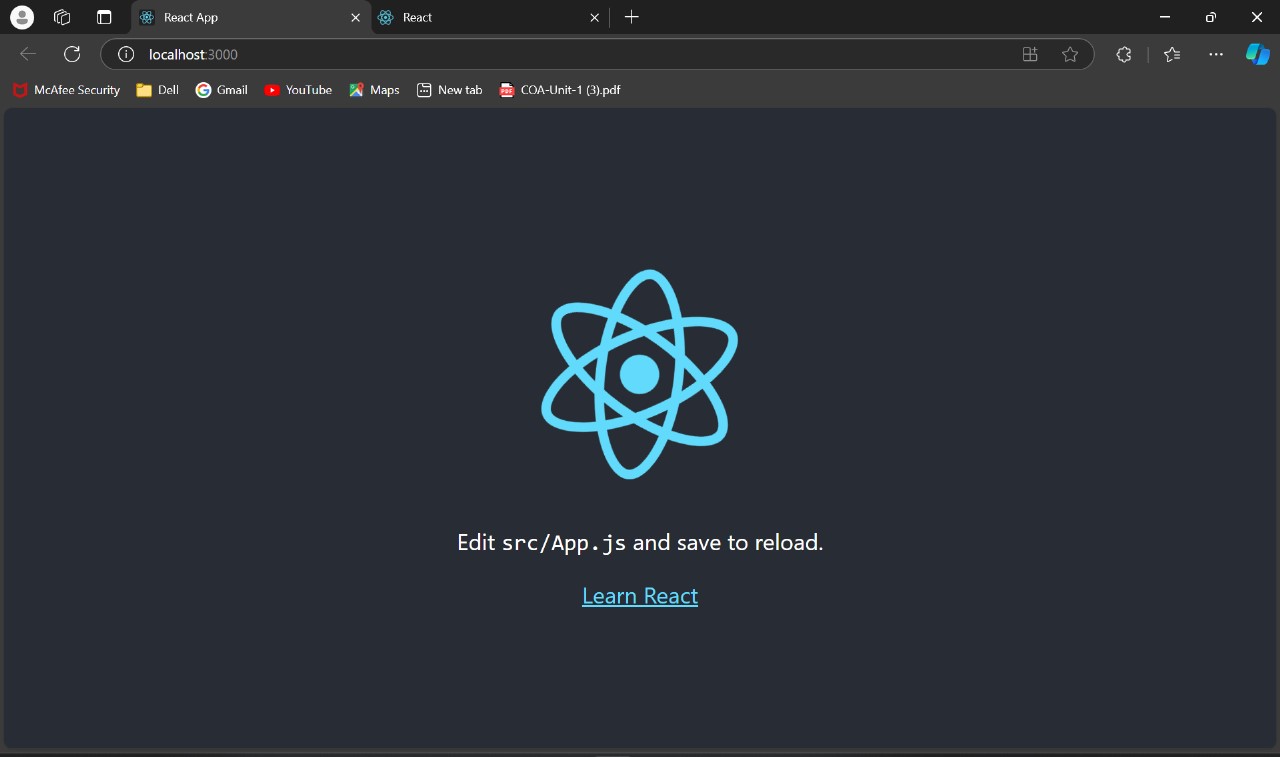 React App
React
localhost:3000
McAfee Security
Dell
Gmail
YouTube
Maps
New tab
PDF
COA-Unit-1 (3).pdf
Edit src/App.js and save to reload.
Learn React